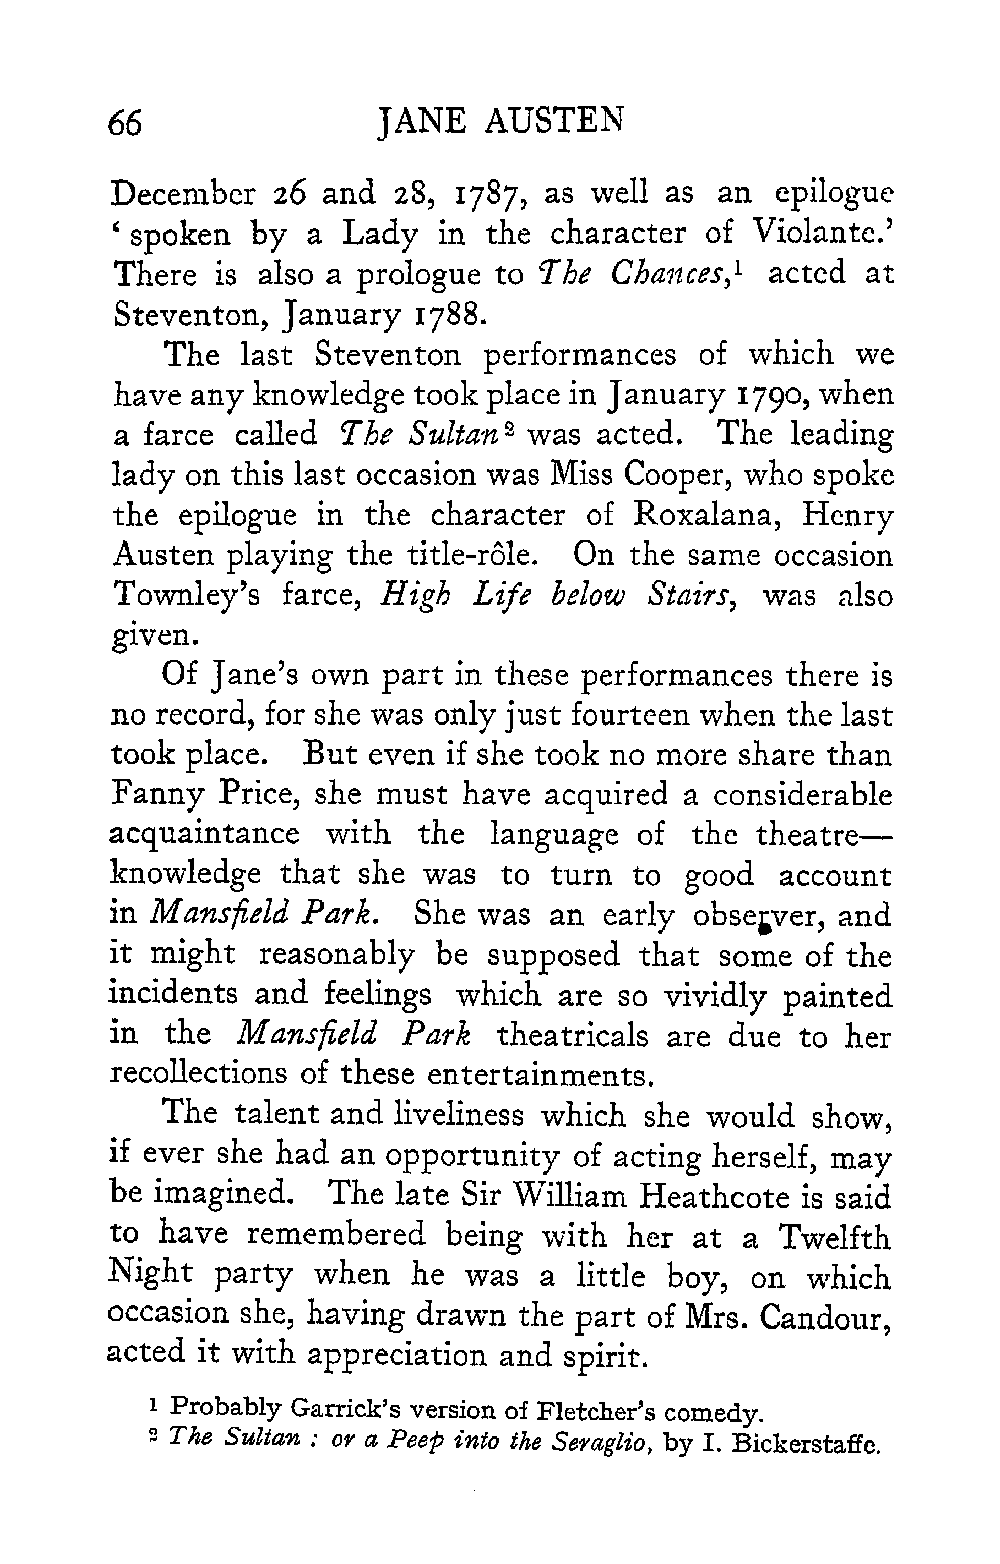 66 JANE AUSTEN
December 26 and 28, 1787, as well as an epilogue
‘ spoken by a Lady in the character of Violante.’
There is also a prologue to The Chances,¹ acted at
Steventon, January 1788.
The last Steventon performances of which we
have any knowledge took place in January 1790, when
a farce called The Sultan² was acted. The leading
lady on this last occasion was Miss Cooper, who spoke
the epilogue in the character of Roxalana, Henry
Austen playing the title-rôle. On the same occasion
Townley’s farce, High Life below Stairs, was also
given.
Of Jane’s own part in these performances there is
no record, for she was only just fourteen when the last
took place. But even if she took no more share than
Fanny Price, she must have acquired a considerable
acquaintance with the language of the theatre—
knowledge that she was to turn to good account
in Mansfield Park. She was an early observer, and
it might reasonably be supposed that some of the
incidents and feelings which are so vividly painted
in the Mansfield Park theatricals are due to her
recollections of these entertainments.
The talent and liveliness which she would show,
if ever she had an opportunity of acting herself, may
be imagined. The late Sir William Heathcote is said
to have remembered being with her at a Twelfth
Night party when he was a little boy, on which
occasion she, having drawn the part of Mrs. Candour,
acted it with appreciation and spirit.
¹ Probably Garrick’s version of Fletcher’s comedy.
² The Sultan : or a Peep into the Seraglio, by I. Bickerstaffe.